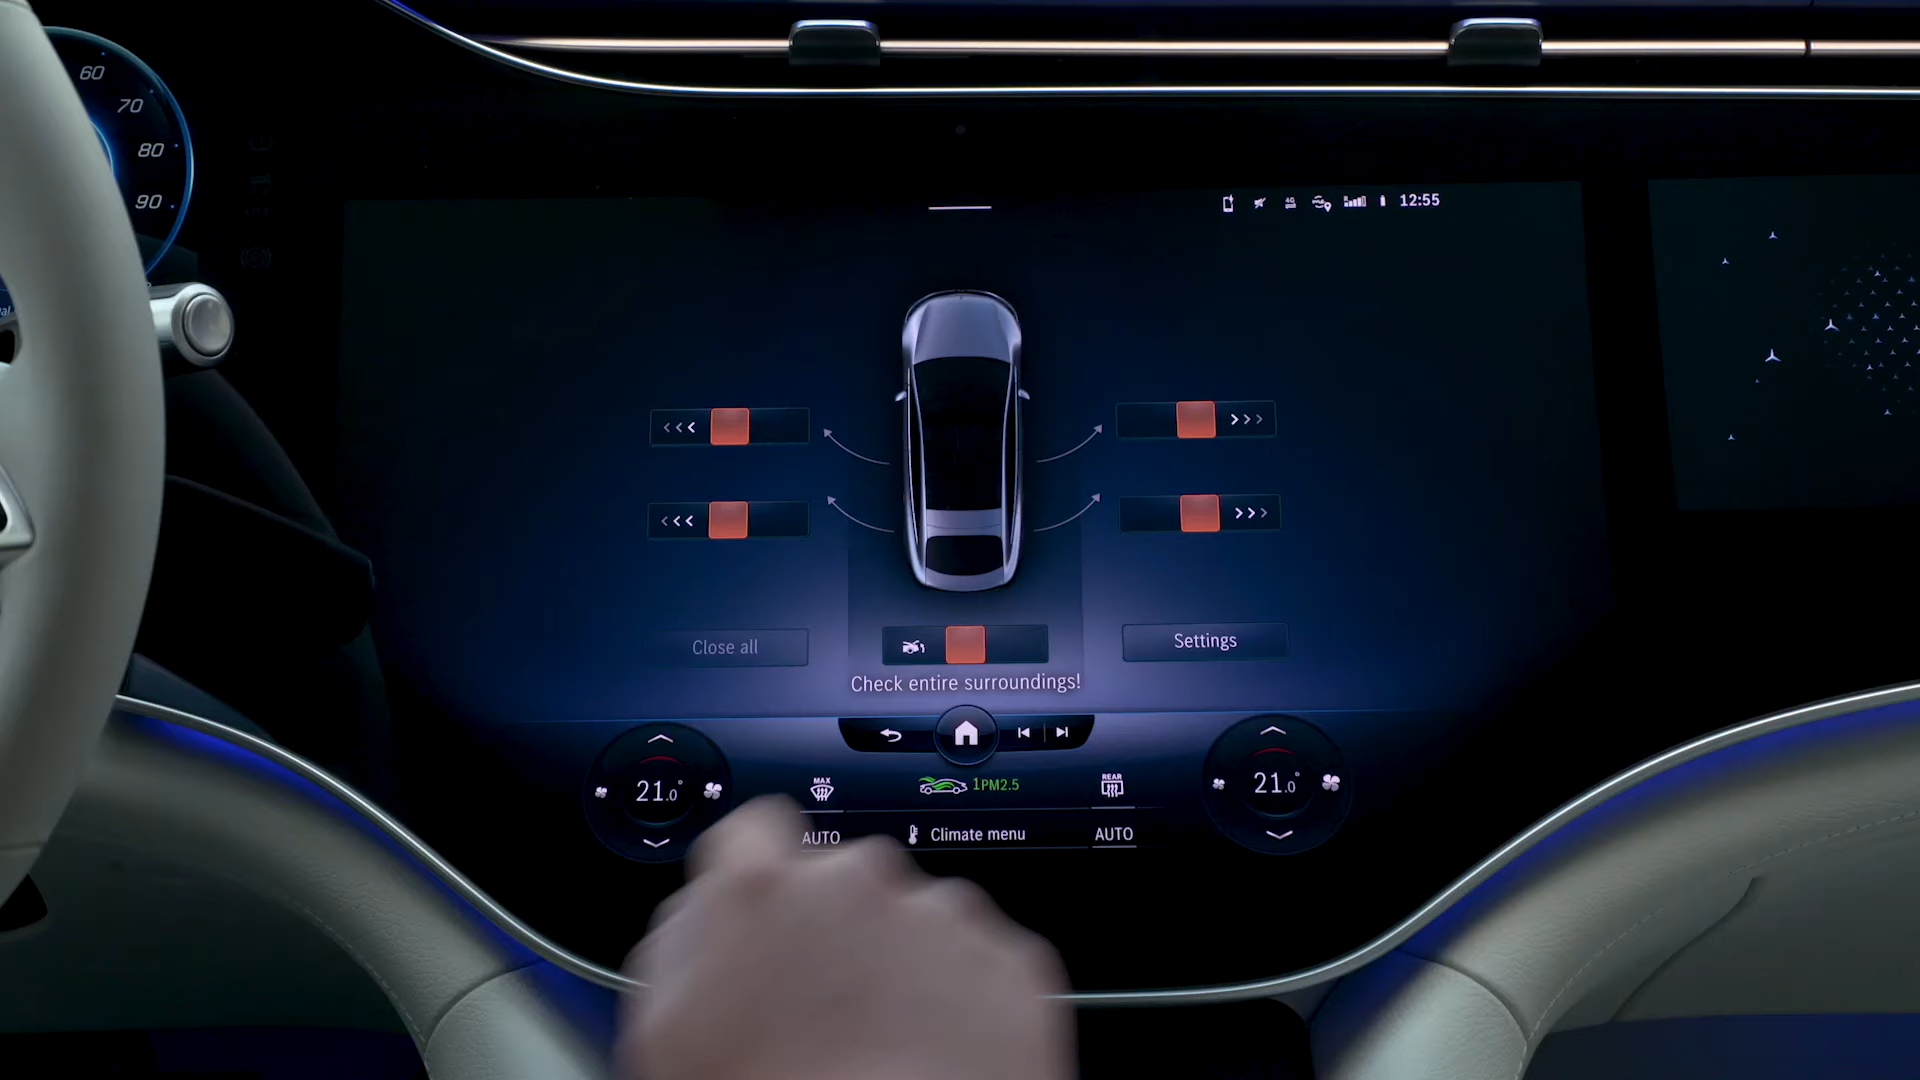 60
70
80
90
12:55
4G
Close all
Settings
Check entire surroundings!
21.0°
MAX
1PM2.5
REAR
21.0°
AUTO
Climate menu
AUTO